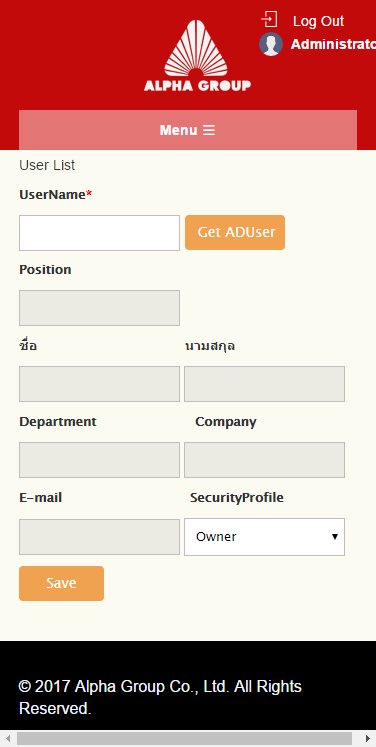 Log Out
Administrato
ALPHA GROUP
Menu ☰
User List
UserName*
Get ADUser
Position
ชื่อ นามสกุล
Department Company
E-mail SecurityProfile
Owner
Save
© 2017 Alpha Group Co., Ltd. All Rights
Reserved.